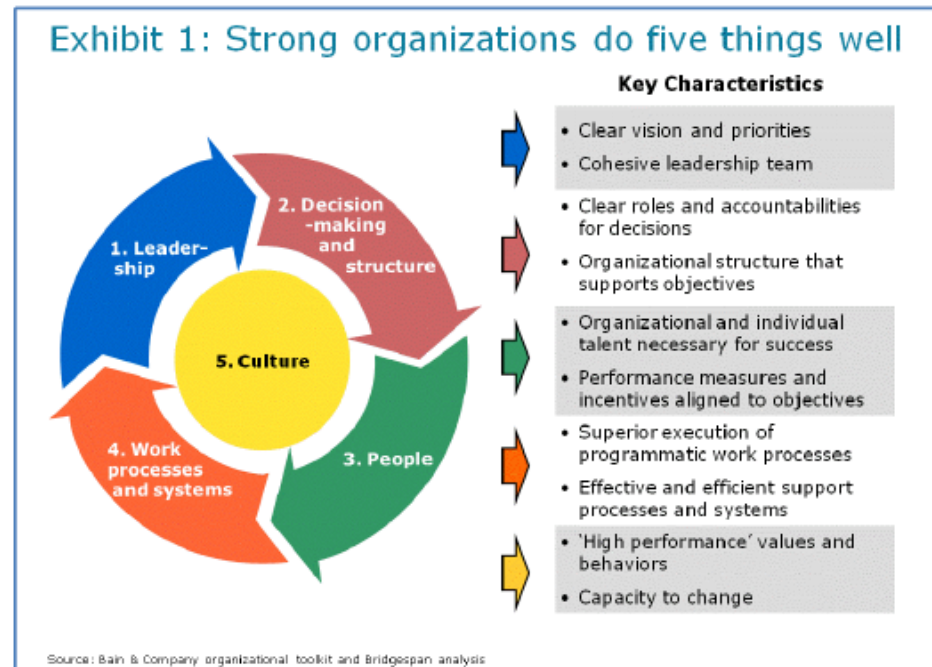 Exhibit 1: Strong organizations do five things well
Key Characteristics
1. Leader-
ship
2. Decision
-making
and
structure
3. People
4. Work
processes
and systems
5. Culture
• Clear vision and priorities
• Cohesive leadership team
• Clear roles and accountabilities
for decisions
• Organizational structure that
supports objectives
• Organizational and individual
talent necessary for success
• Performance measures and
incentives aligned to objectives
• Superior execution of
programmatic work processes
• Effective and efficient support
processes and systems
• ‘High performance’ values and
behaviors
• Capacity to change
Source: Bain & Company organizational toolkit and Bridgespan analysis